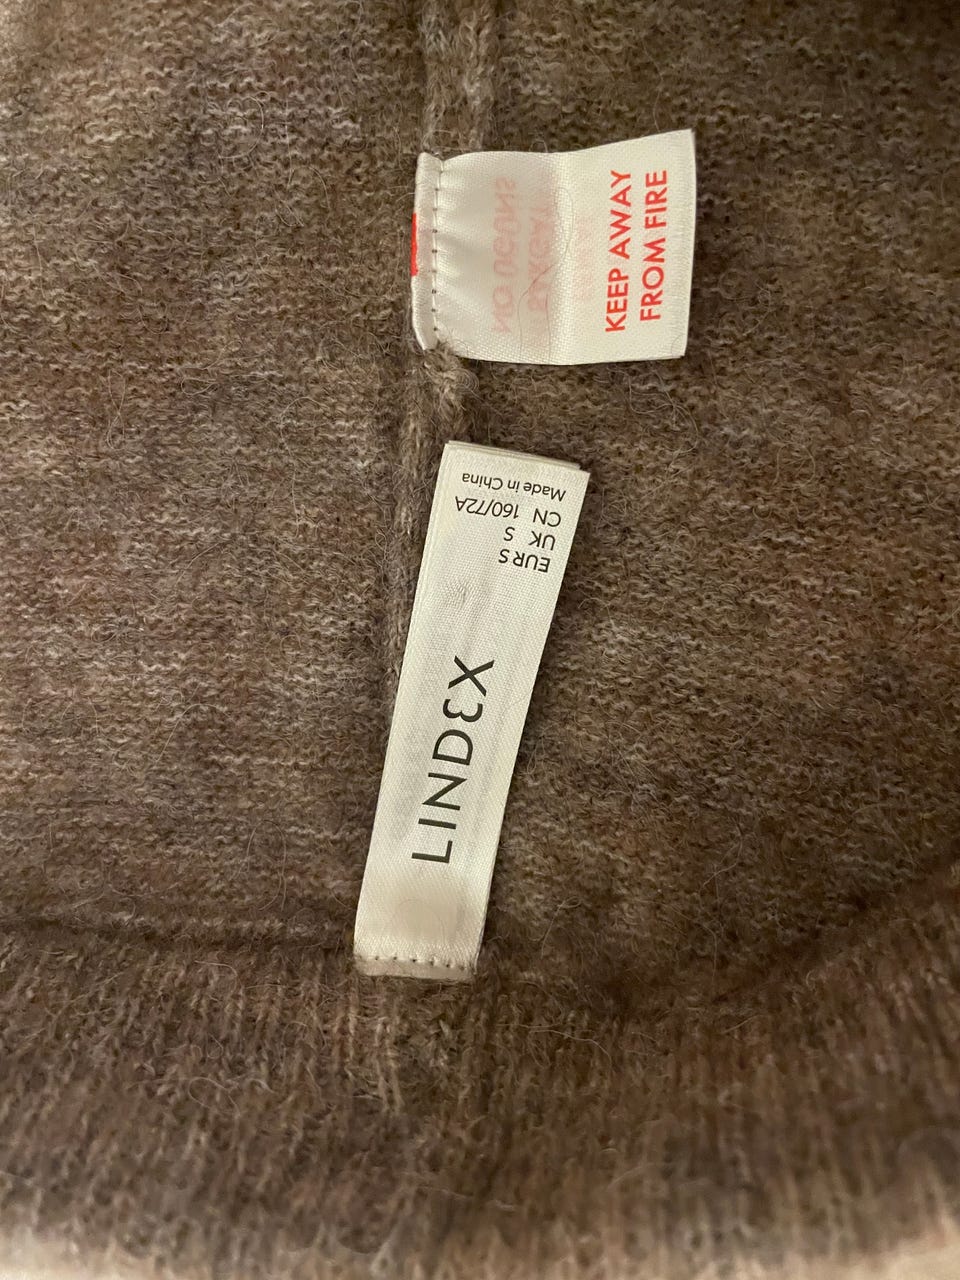 KEEP AWAY
FROM FIRE
LINDEX
EUR S
UK S
CN 160/72A
Made in China